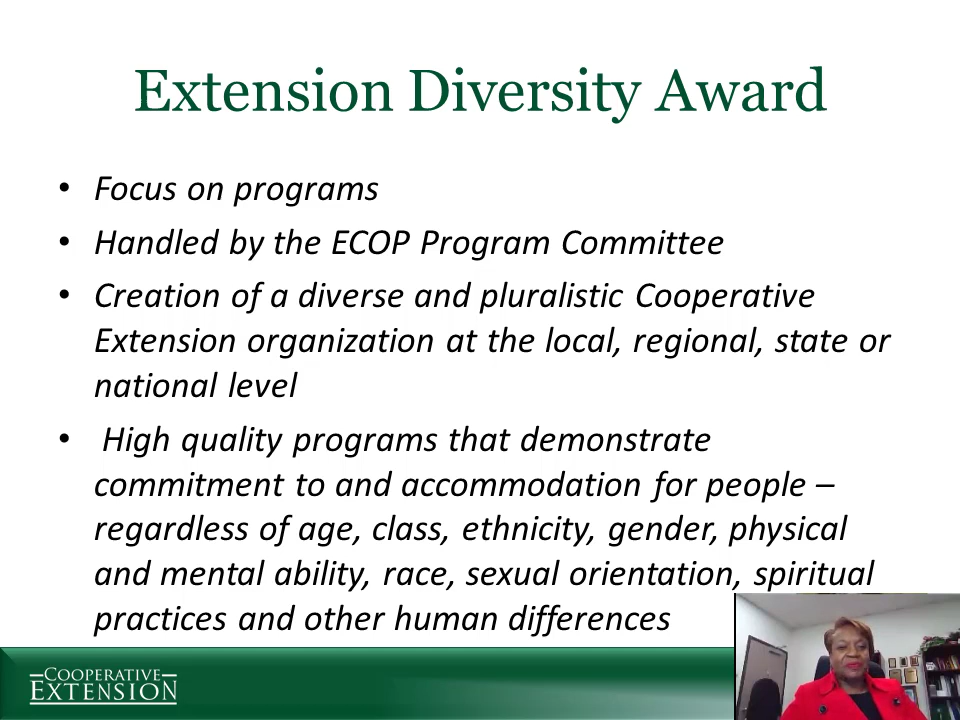 Extension Diversity Award
• Focus on programs
• Handled by the ECOP Program Committee
• Creation of a diverse and pluralistic Cooperative
Extension organization at the local, regional, state or
national level
• High quality programs that demonstrate
commitment to and accommodation for people –
regardless of age, class, ethnicity, gender, physical
and mental ability, race, sexual orientation, spiritual
practices and other human differences
COOPERATIVE
EXTENSION